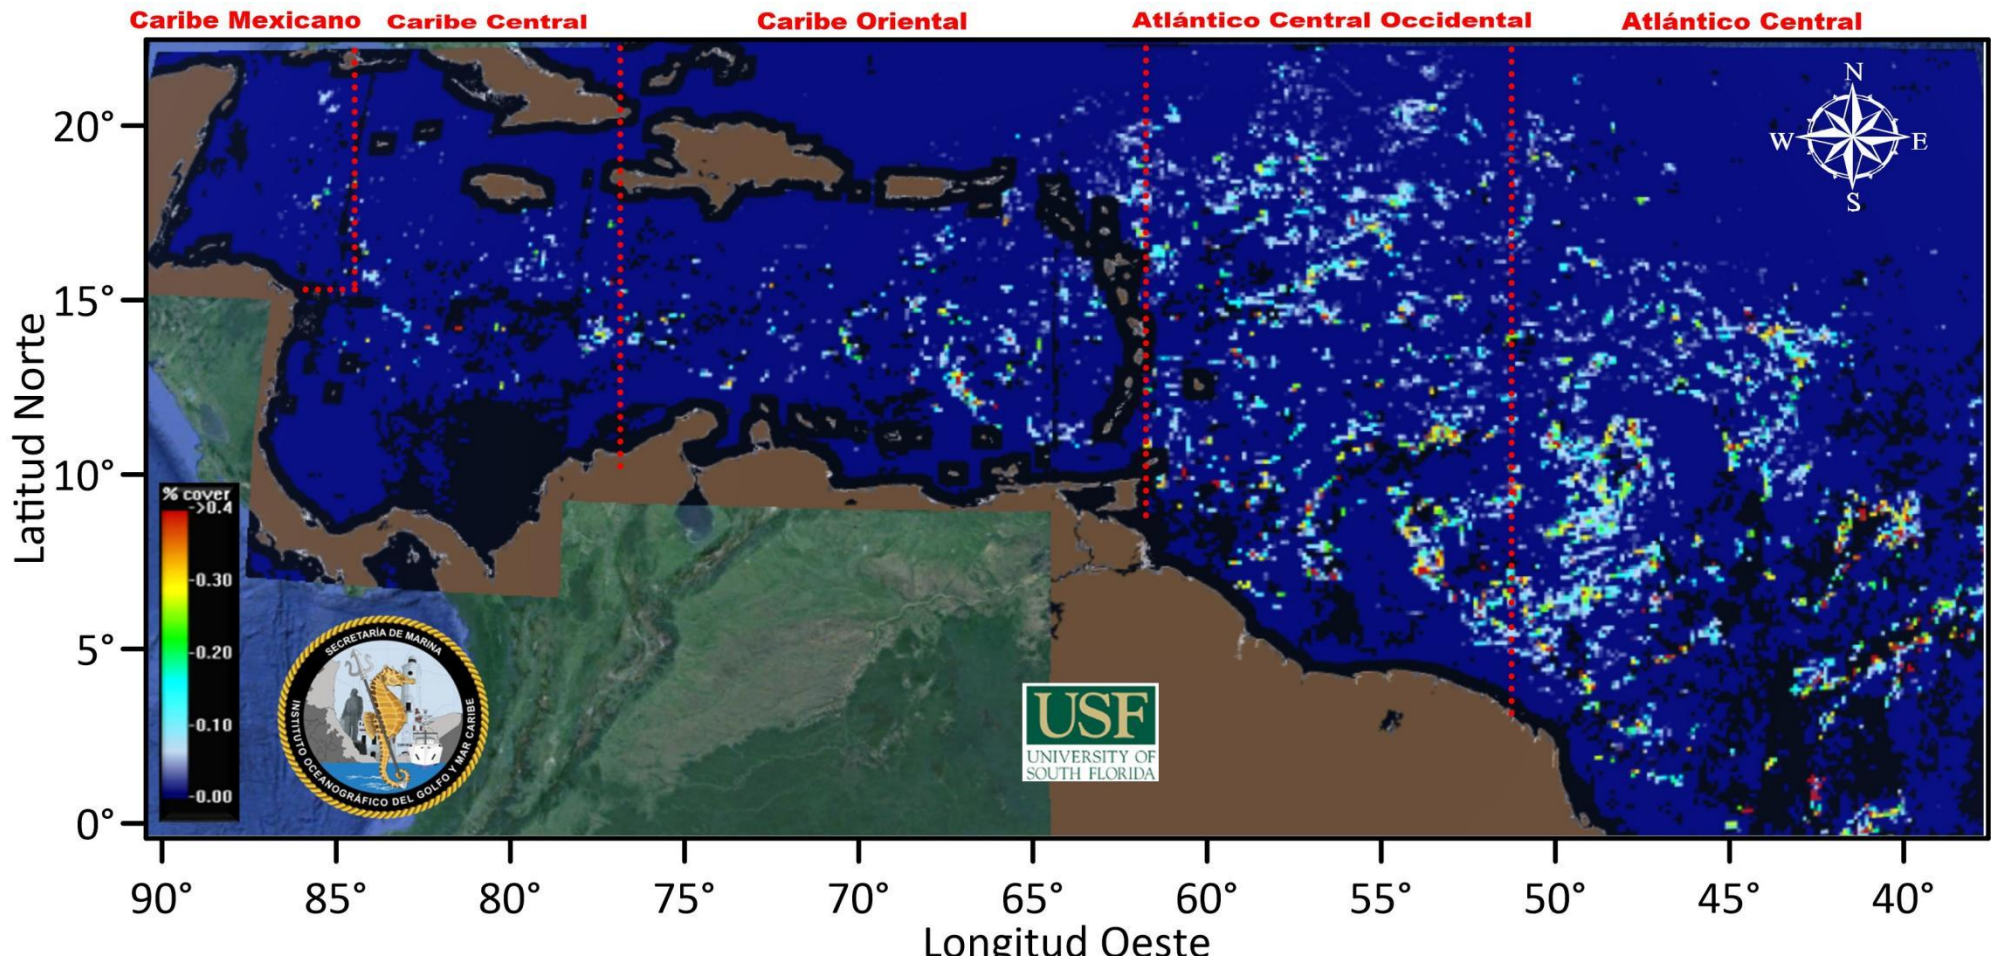 Caribe Mexicano
Caribe Central
Caribe Oriental
Atlántico Central Occidental
Atlántico Central
N
W
E
S
Latitud Norte
20°
15°
10°
5°
0°
% cover
->0.4
-0.30
-0.20
-0.10
-0.00
SECRETARÍA DE MARINA
INSTITUTO OCEANOGRÁFICO DEL GOLFO Y MAR CARIBE
USF
UNIVERSITY OF
SOUTH FLORIDA
90°
85°
80°
75°
70°
65°
60°
55°
50°
45°
40°
Longitud Oeste